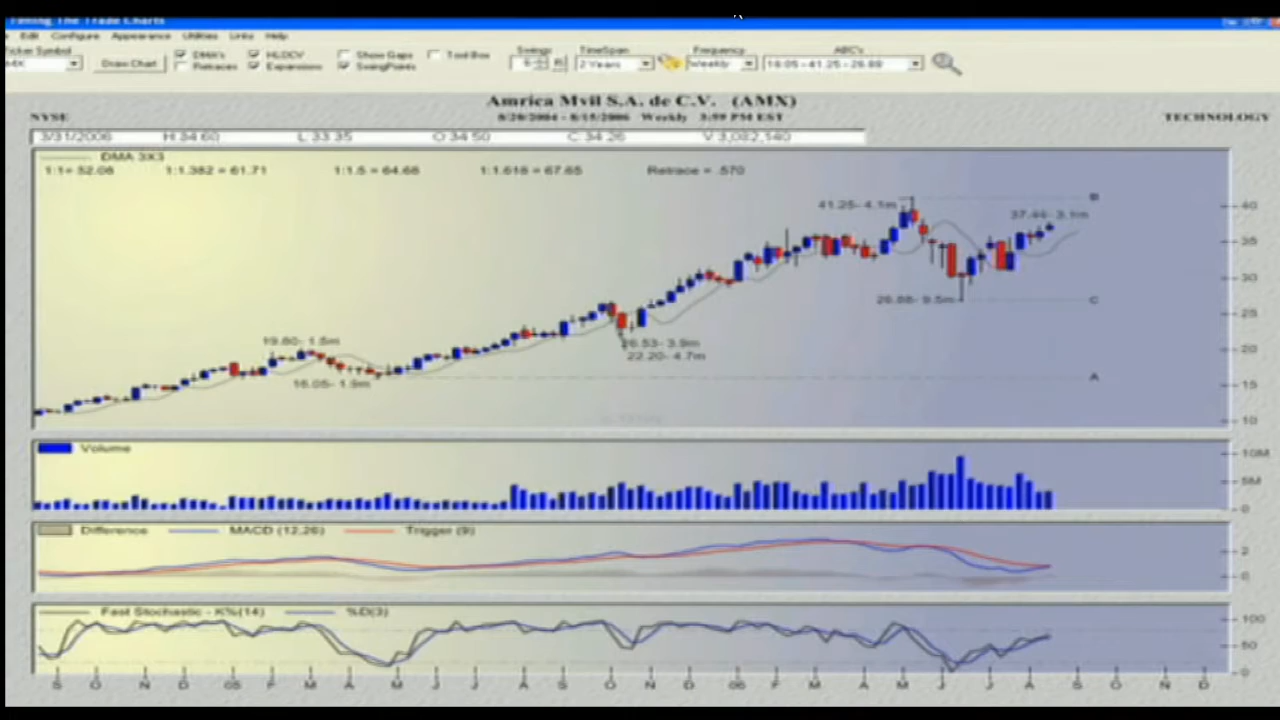 Timing The Trade Charts
Edit Configure Appearance Utilities Links Help
Ticker Symbol DMA's HLOCV Show Gaps Tool Box Swings TimeSpan Frequency ABC's
Draw Chart Retraces Expansions SwingPoints 2 Years Weekly 16.05 - 41.25 - 26.88
Amrica Mvil S.A. de C.V. (AMX)
NYSE 8/20/2004 - 8/15/2006 Weekly 3:59 PM EST TECHNOLOGY
3/31/2006 H:34.60 L:33.35 O:34.50 C:34.26 V:3,082,140
DMA 3X3
1:1= 52.08 1:1.382 = 61.71 1:1.5 = 64.68 1:1.618 = 67.65 Retrace = .570
B
41.25- 4.1m 40
37.44- 3.1m
35
30
26.88- 9.5m C
25
26.53- 3.9m
19.80- 1.5m 20
22.20- 4.7m
16.05- 1.9m A
15
10
Volume 10M
5M
0
Difference MACD (12,26) Trigger (9)
2
0
Fast Stochastic - K%(14) %D(3) 100
50
0
S O N D 05 F M A M J J A S O N D 06 F M A M J J A S O N D